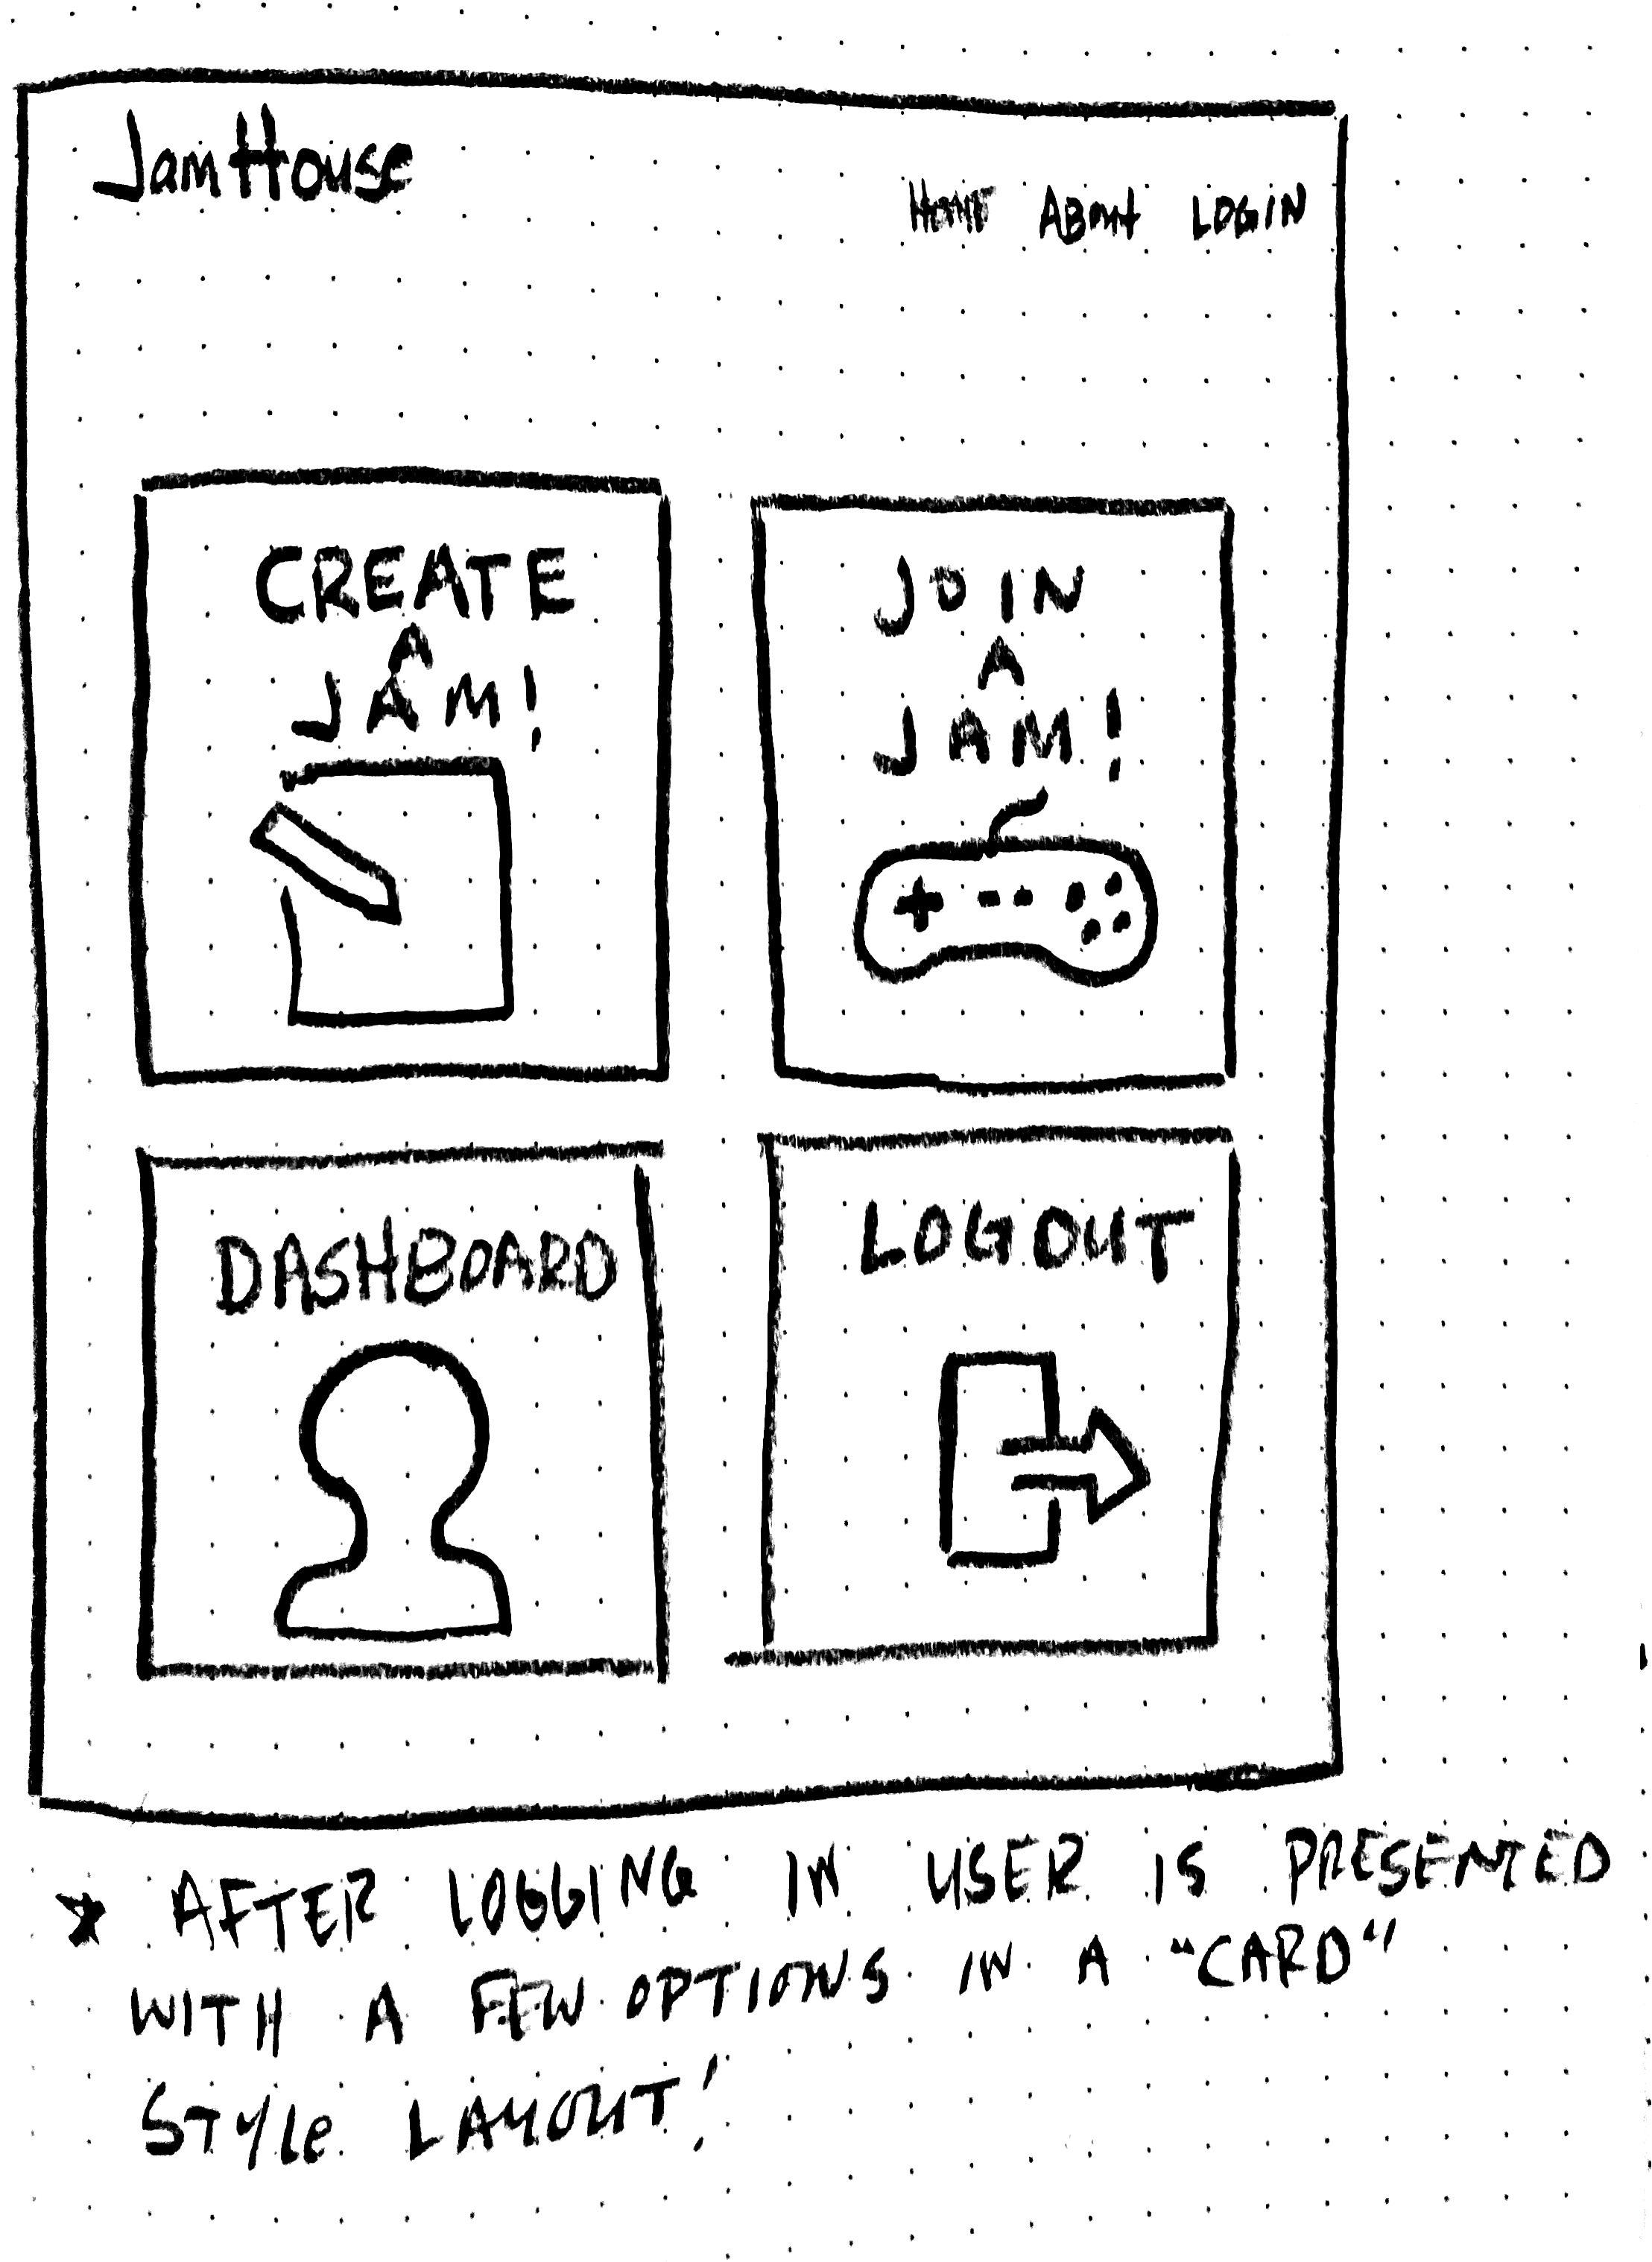 JamHouse
Home About LOGIN
CREATE
A
JAM!
JOIN
A
JAM!
DASHBOARD
LOGOUT
* AFTER LOGGING IN USER IS PRESENTED
WITH A FEW OPTIONS IN A "CARD"
STYLE LAYOUT!